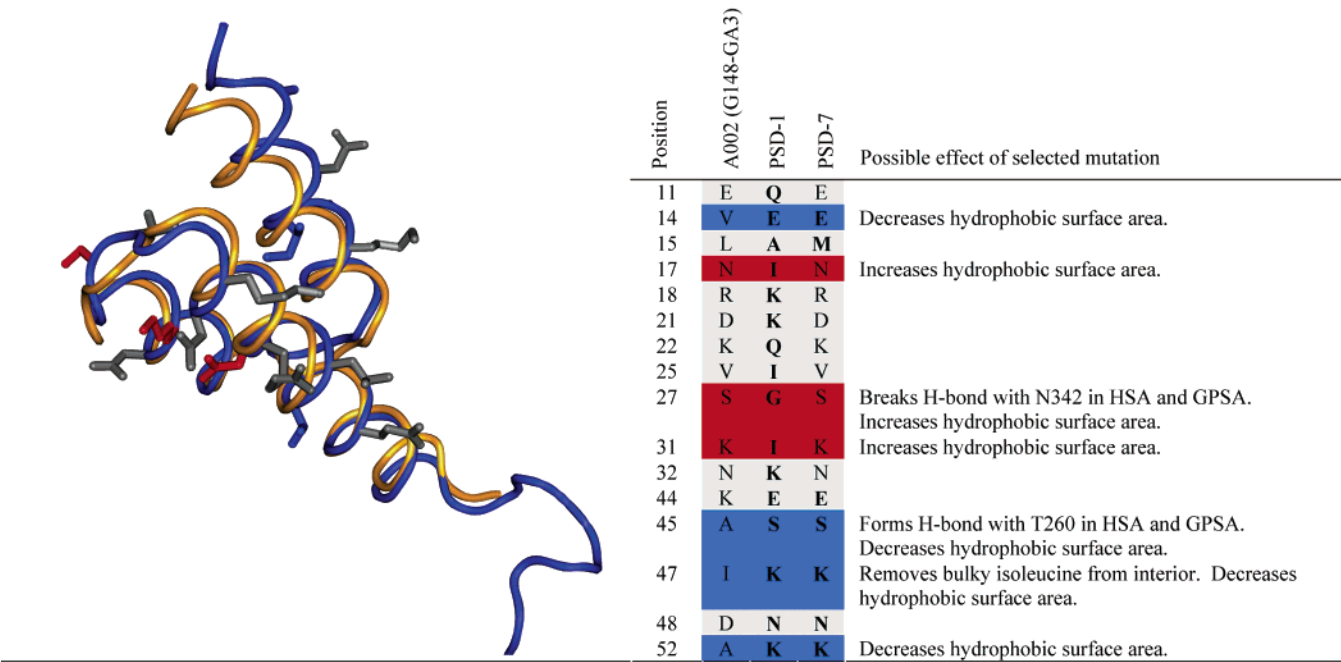 Position A002 (G148-GA3) PSD-1 PSD-7 Possible effect of selected mutation
11 E Q E
14 V E E Decreases hydrophobic surface area.
15 L A M
17 N I N Increases hydrophobic surface area.
18 R K R
21 D K D
22 K Q K
25 V I V
27 S G S Breaks H-bond with N342 in HSA and GPSA.
Increases hydrophobic surface area.
31 K I K Increases hydrophobic surface area.
32 N K N
44 K E E
45 A S S Forms H-bond with T260 in HSA and GPSA.
Decreases hydrophobic surface area.
47 I K K Removes bulky isoleucine from interior. Decreases
hydrophobic surface area.
48 D N N
52 A K K Decreases hydrophobic surface area.